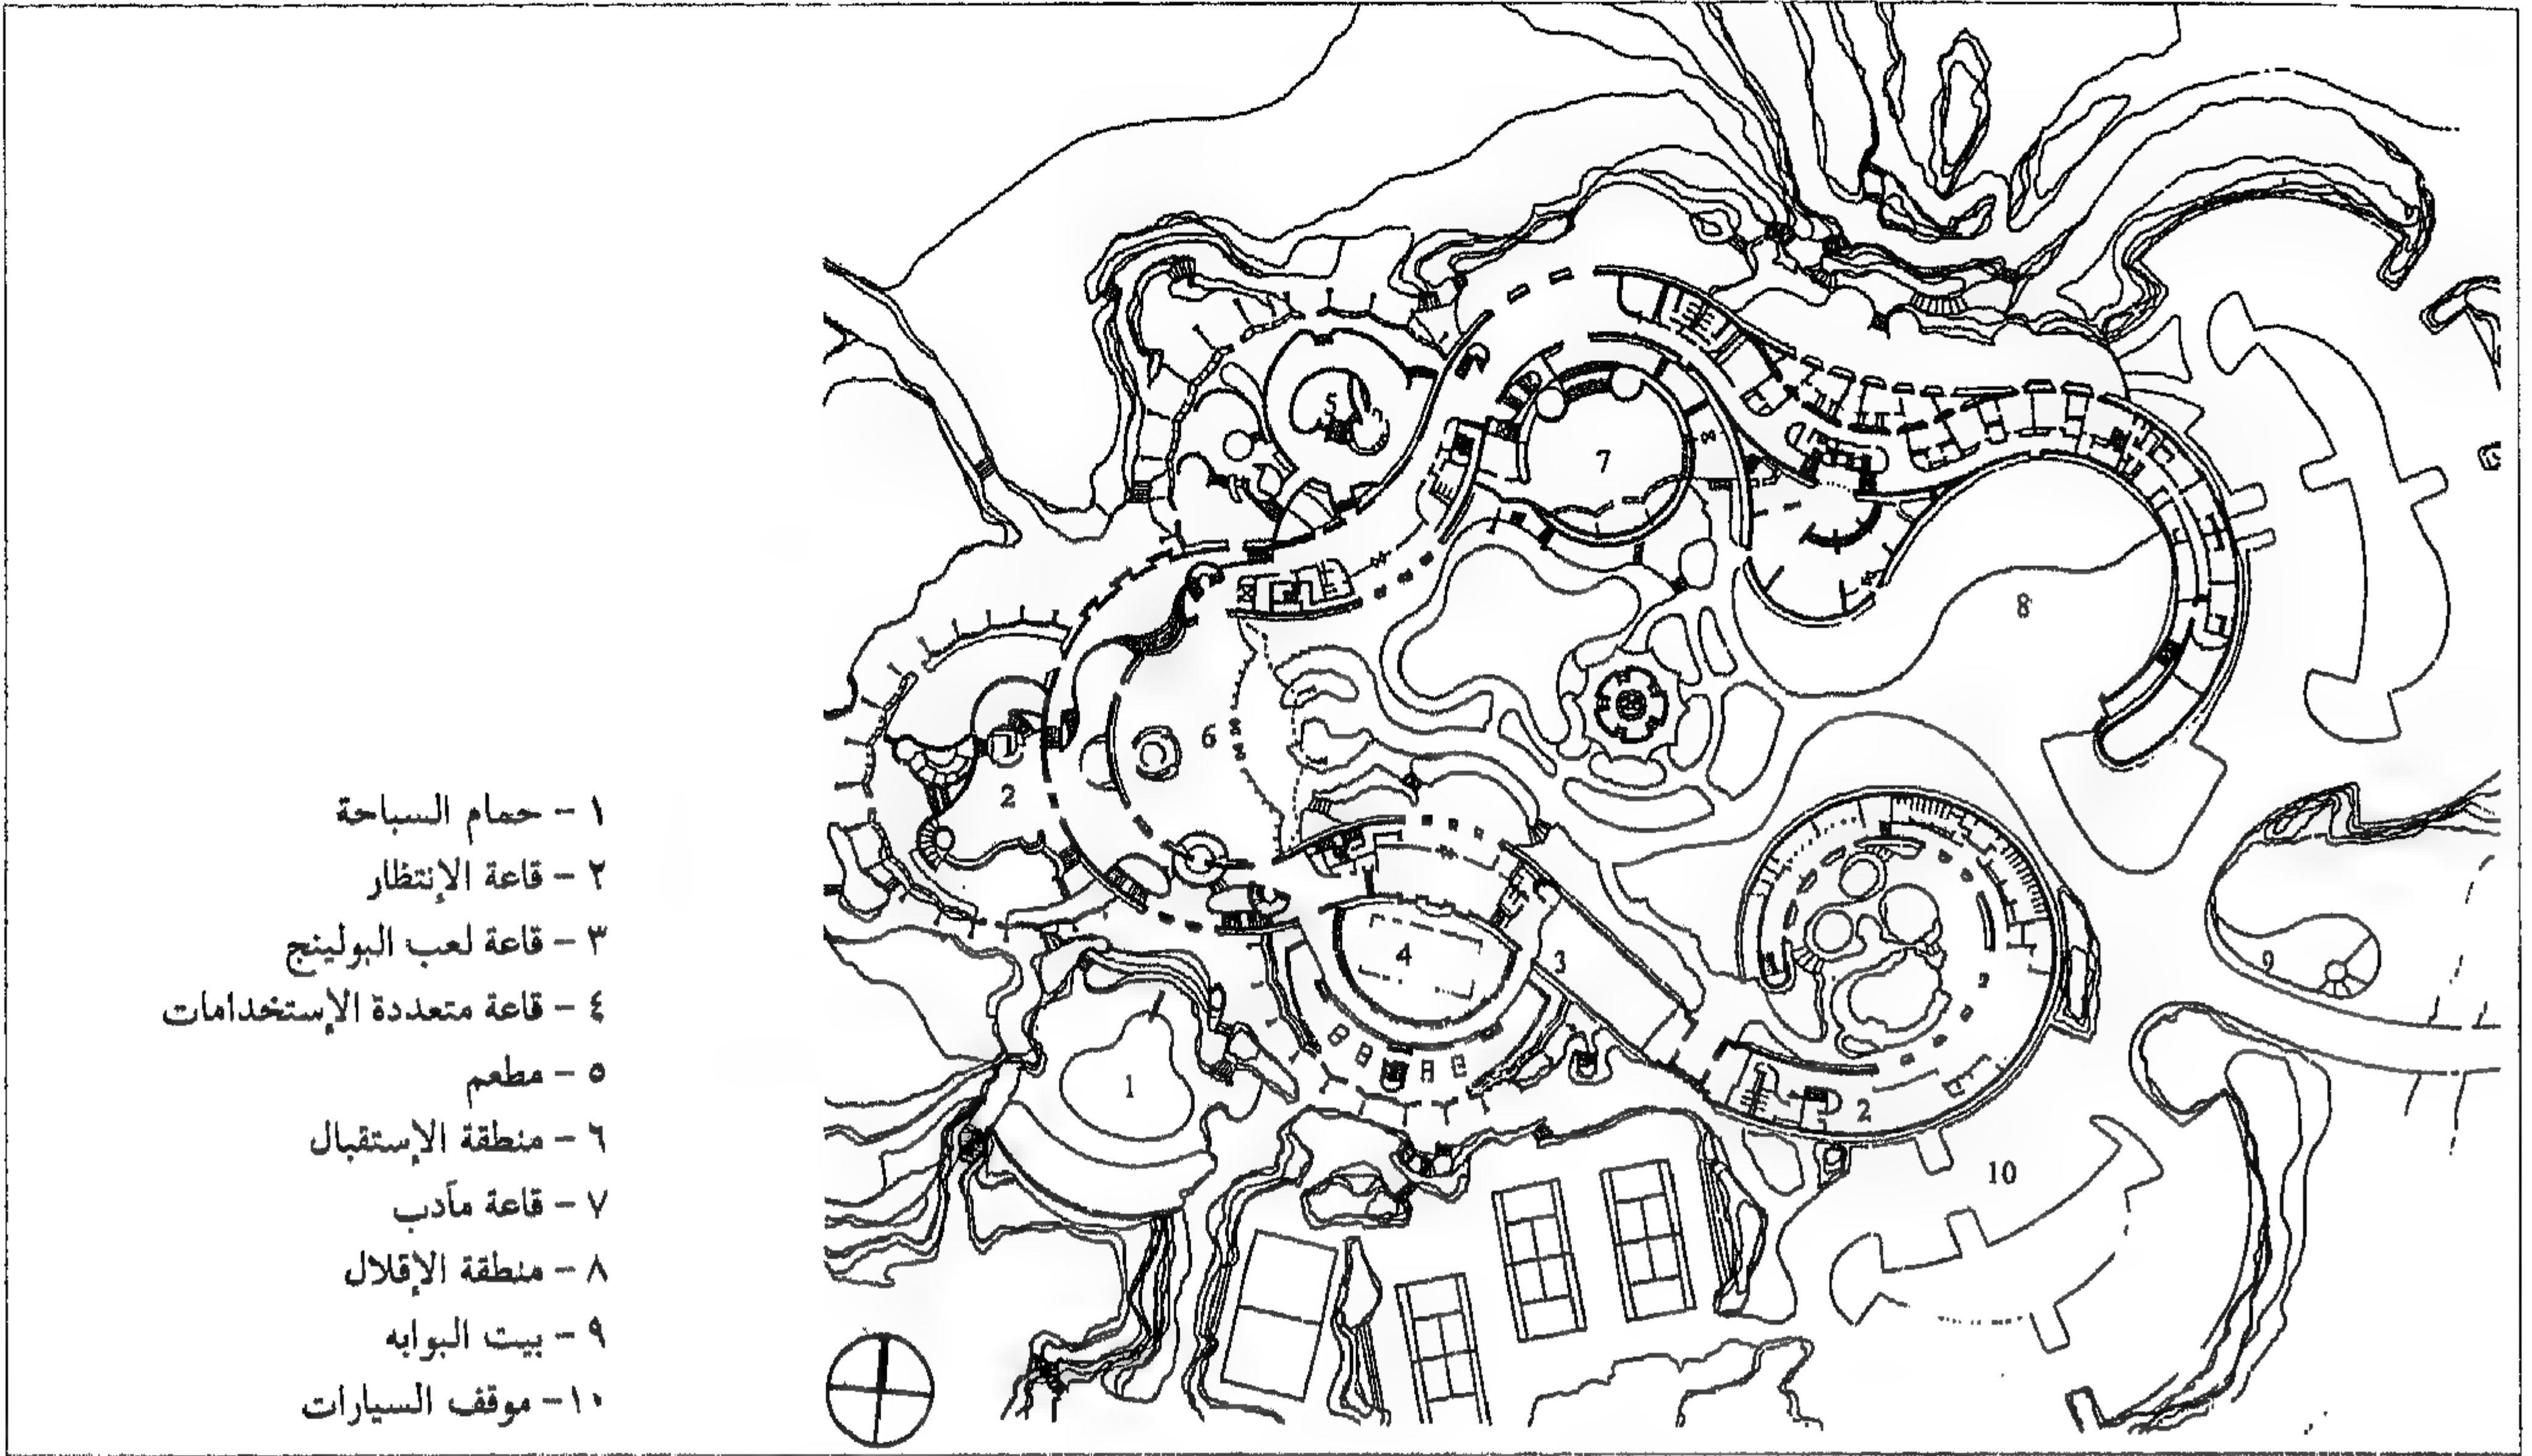 ١ - حمام السباحة
٢ - قاعة الإنتظار
٣ - قاعة لعب البولينج
٤ - قاعة متعددة الإستخدامات
٥ - مطعم
٦ - منطقة الإستقبال
٧ - قاعة مآدب
٨ - منطقة الإقلال
٩ - بيت البوابه
١٠- موقف السيارات
5
7
8
6
2
4
3
9
1
2
10